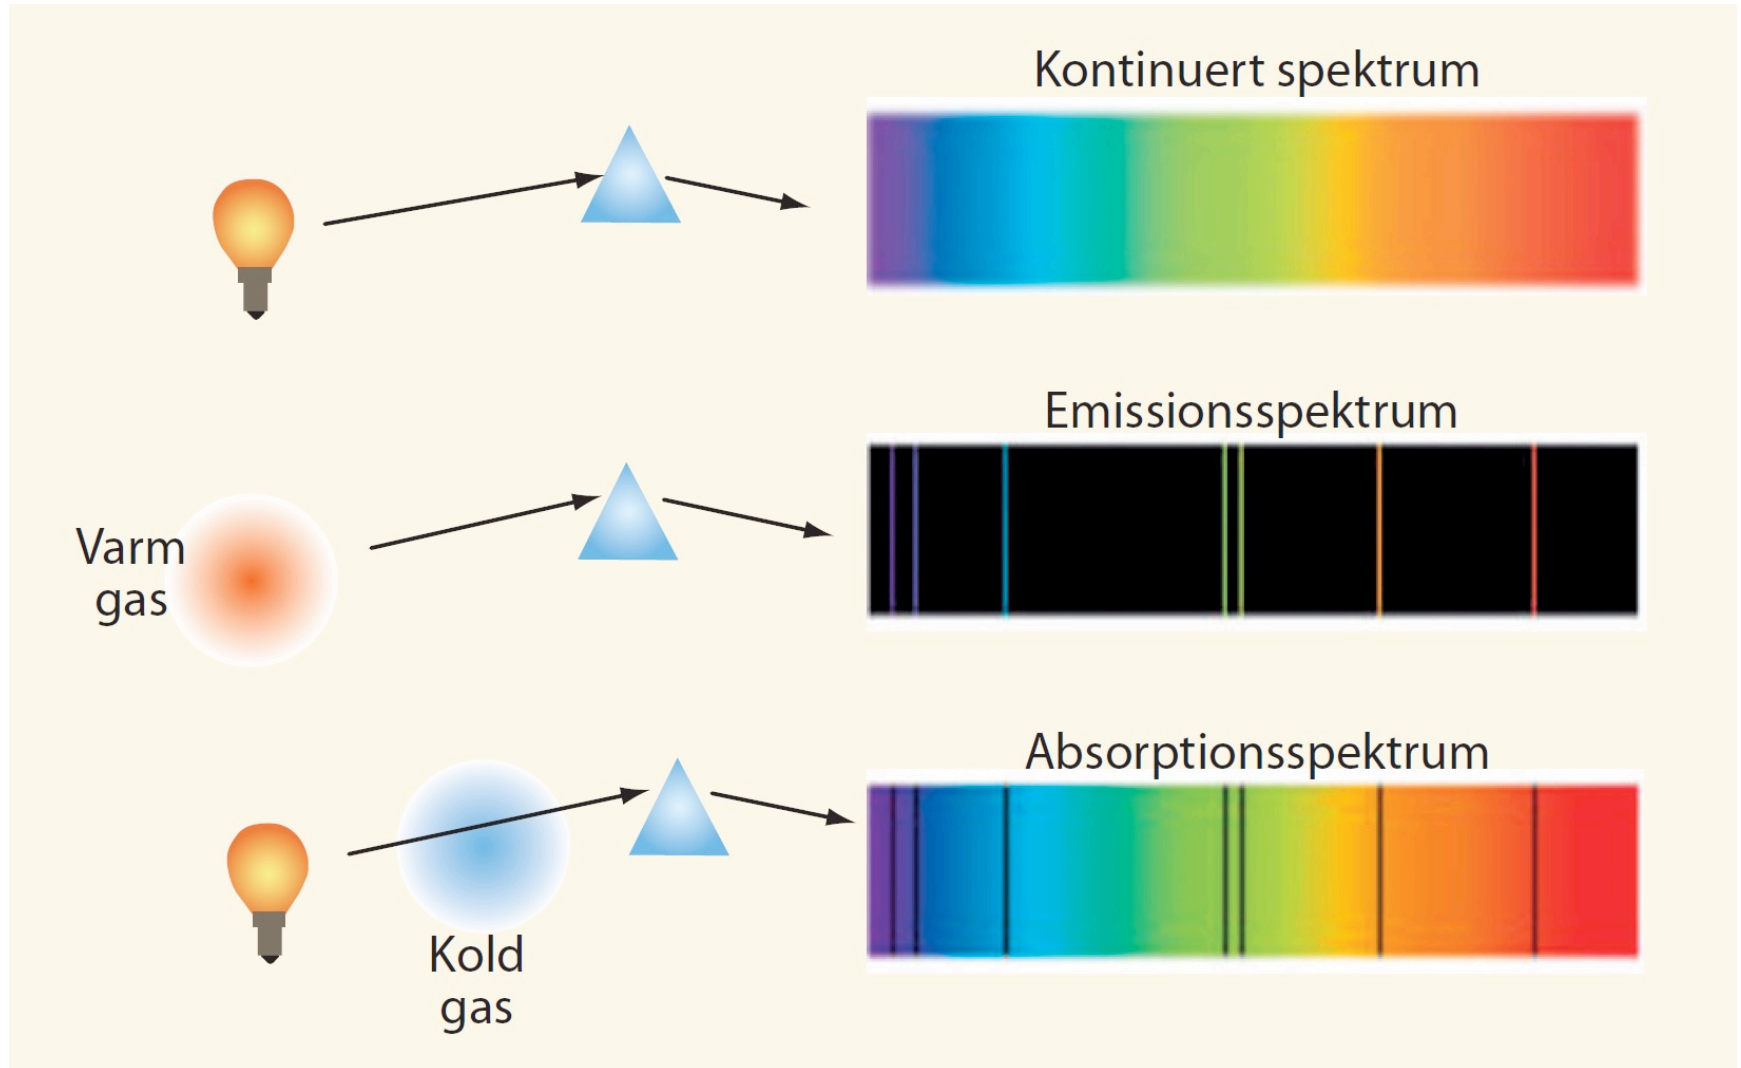 Kontinuert spektrum
Emissionsspektrum
Varm
gas
Absorptionsspektrum
Kold
gas